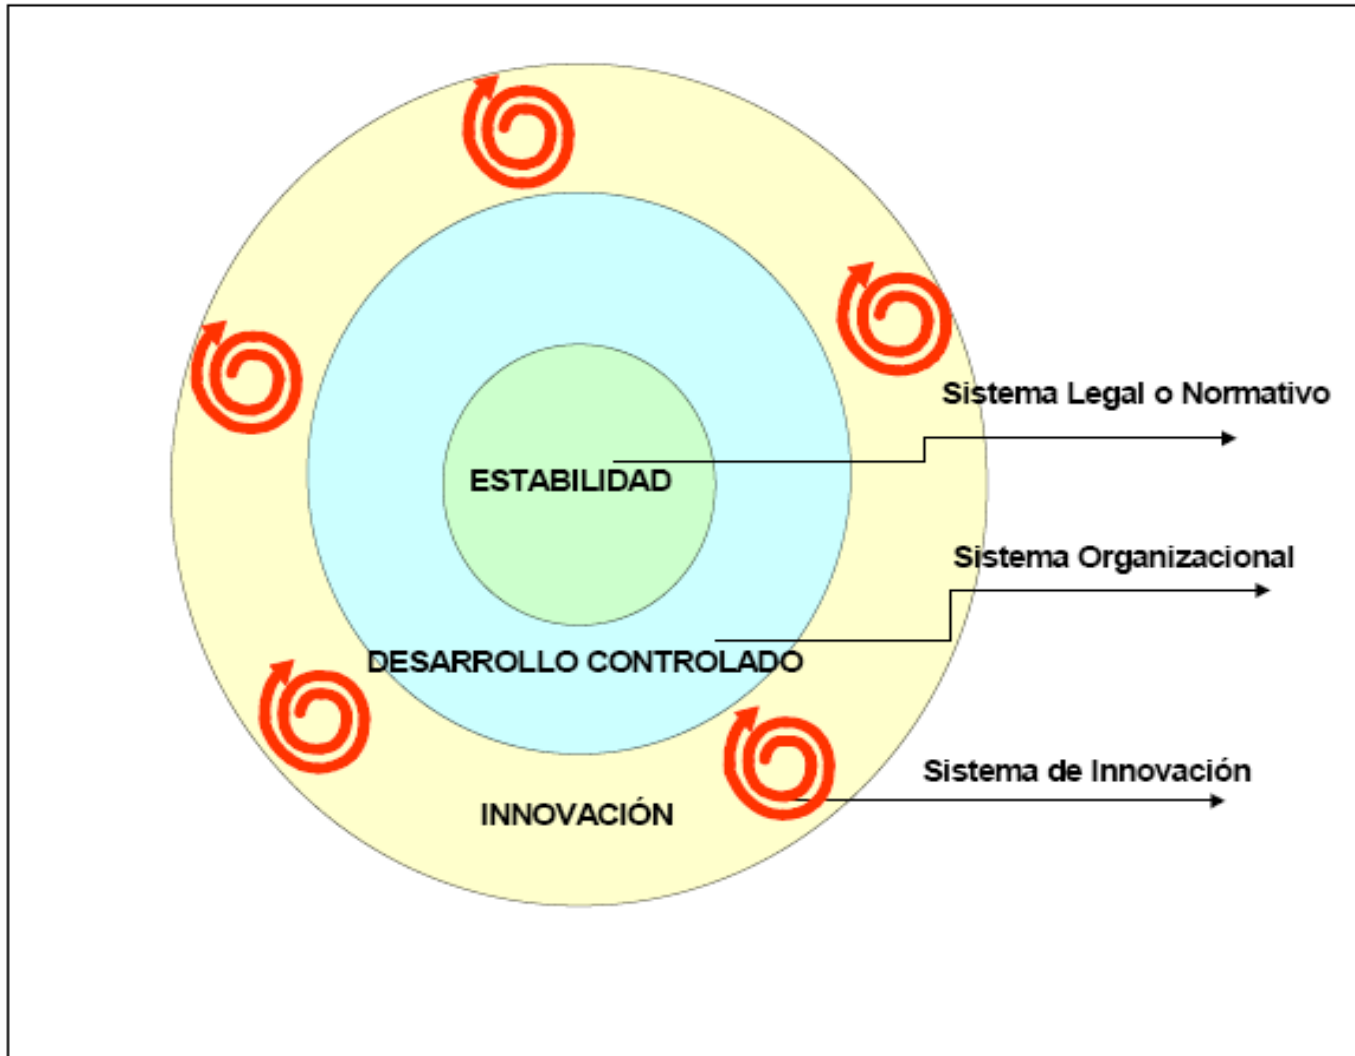 Sistema Legal o Normativo
ESTABILIDAD
Sistema Organizacional
DESARROLLO CONTROLADO
Sistema de Innovación
INNOVACIÓN